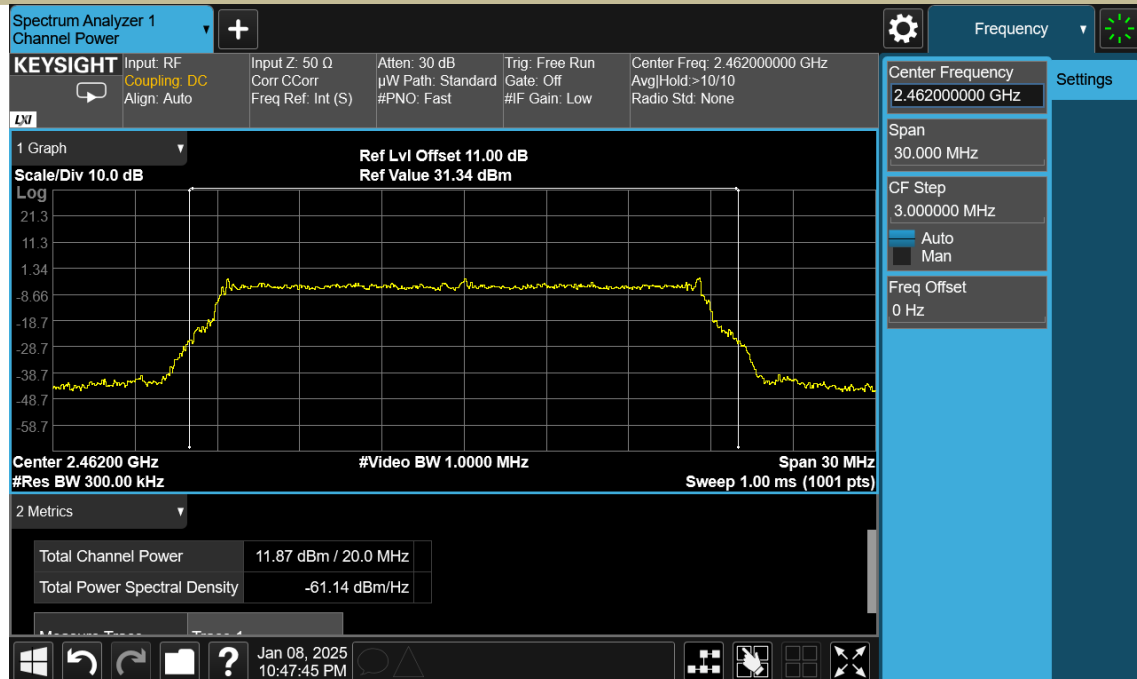 Spectrum Analyzer 1
Channel Power
+
Frequency
KEYSIGHT
Input: RF
Coupling: DC
Align: Auto
Input Z: 50 Ω
Corr CCorr
Freq Ref: Int (S)
Atten: 30 dB
µW Path: Standard
#PNO: Fast
Trig: Free Run
Gate: Off
#IF Gain: Low
Center Freq: 2.462000000 GHz
Avg|Hold:>10/10
Radio Std: None
LXI
Center Frequency
2.462000000 GHz
Settings
Span
30.000 MHz
CF Step
3.000000 MHz
Auto
Man
Freq Offset
0 Hz
1 Graph
Ref Lvl Offset 11.00 dB
Scale/Div 10.0 dB
Ref Value 31.34 dBm
Log
21.3
11.3
1.34
-8.66
-18.7
-28.7
-38.7
-48.7
-58.7
Center 2.46200 GHz
#Video BW 1.0000 MHz
Span 30 MHz
#Res BW 300.00 kHz
Sweep 1.00 ms (1001 pts)
2 Metrics
Total Channel Power 11.87 dBm / 20.0 MHz
Total Power Spectral Density -61.14 dBm/Hz
Measure Trace Trace 1
?
Jan 08, 2025
10:47:45 PM